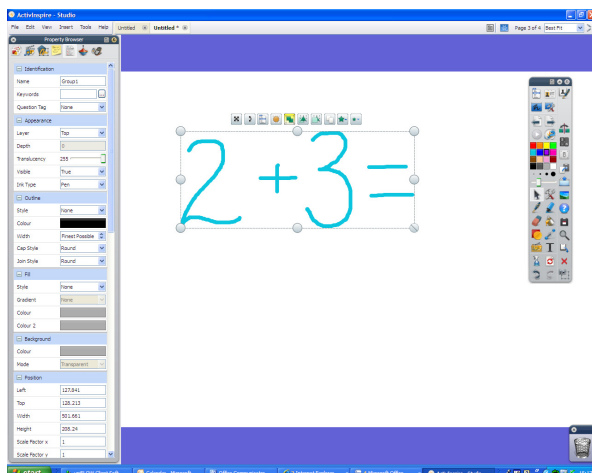 ActivInspire - Studio
File Edit View Insert Tools Help Untitled Untitled * Page 3 of 4 Best Fit
Property Browser
Identification
Name Group1
Keywords
Question Tag None
Appearance
Layer Top
Depth 0
Translucency 255
Visible True
Ink Type Pen
Outline
Style None
Colour
Width Finest Possible
Cap Style Round
Join Style Round
Fill
Style None
Gradient None
Colour
Colour 2
Background
Colour
Mode Transparent
Position
Left 127.841
Top 126.213
Width 501.661
Height 205.24
Scale Factor x 1
Scale Factor y 1
2 + 3 =
start